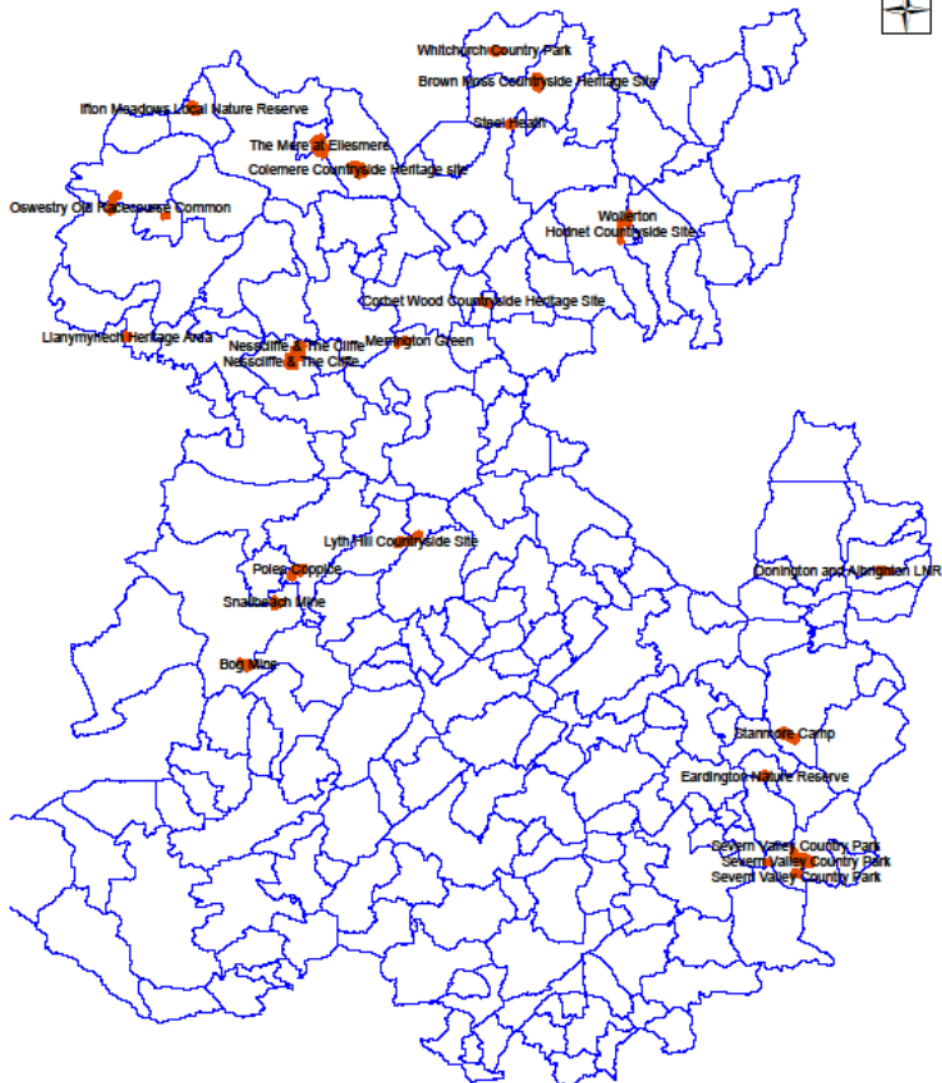 Whitchurch Country Park
Brown Moss Countryside Heritage Site
Ifton Meadows Local Nature Reserve
Steel Heath
The Mere at Ellesmere
Colemere Countryside Heritage site
Oswestry Old Racecourse Common
Wollerton
Hodnet Countryside Site
Corbet Wood Countryside Heritage Site
Llanymynech Heritage Area
Merrington Green
Nesscliffe & The Cliffe
Nesscliffe & The Cliffe
Lyth Hill Countryside Site
Poles Coppice
Donington and Albrighton LNR
Snailbeach Mine
Bog Mine
Stanmore Camp
Eardington Nature Reserve
Severn Valley Country Park
Severn Valley Country Park
Severn Valley Country Park